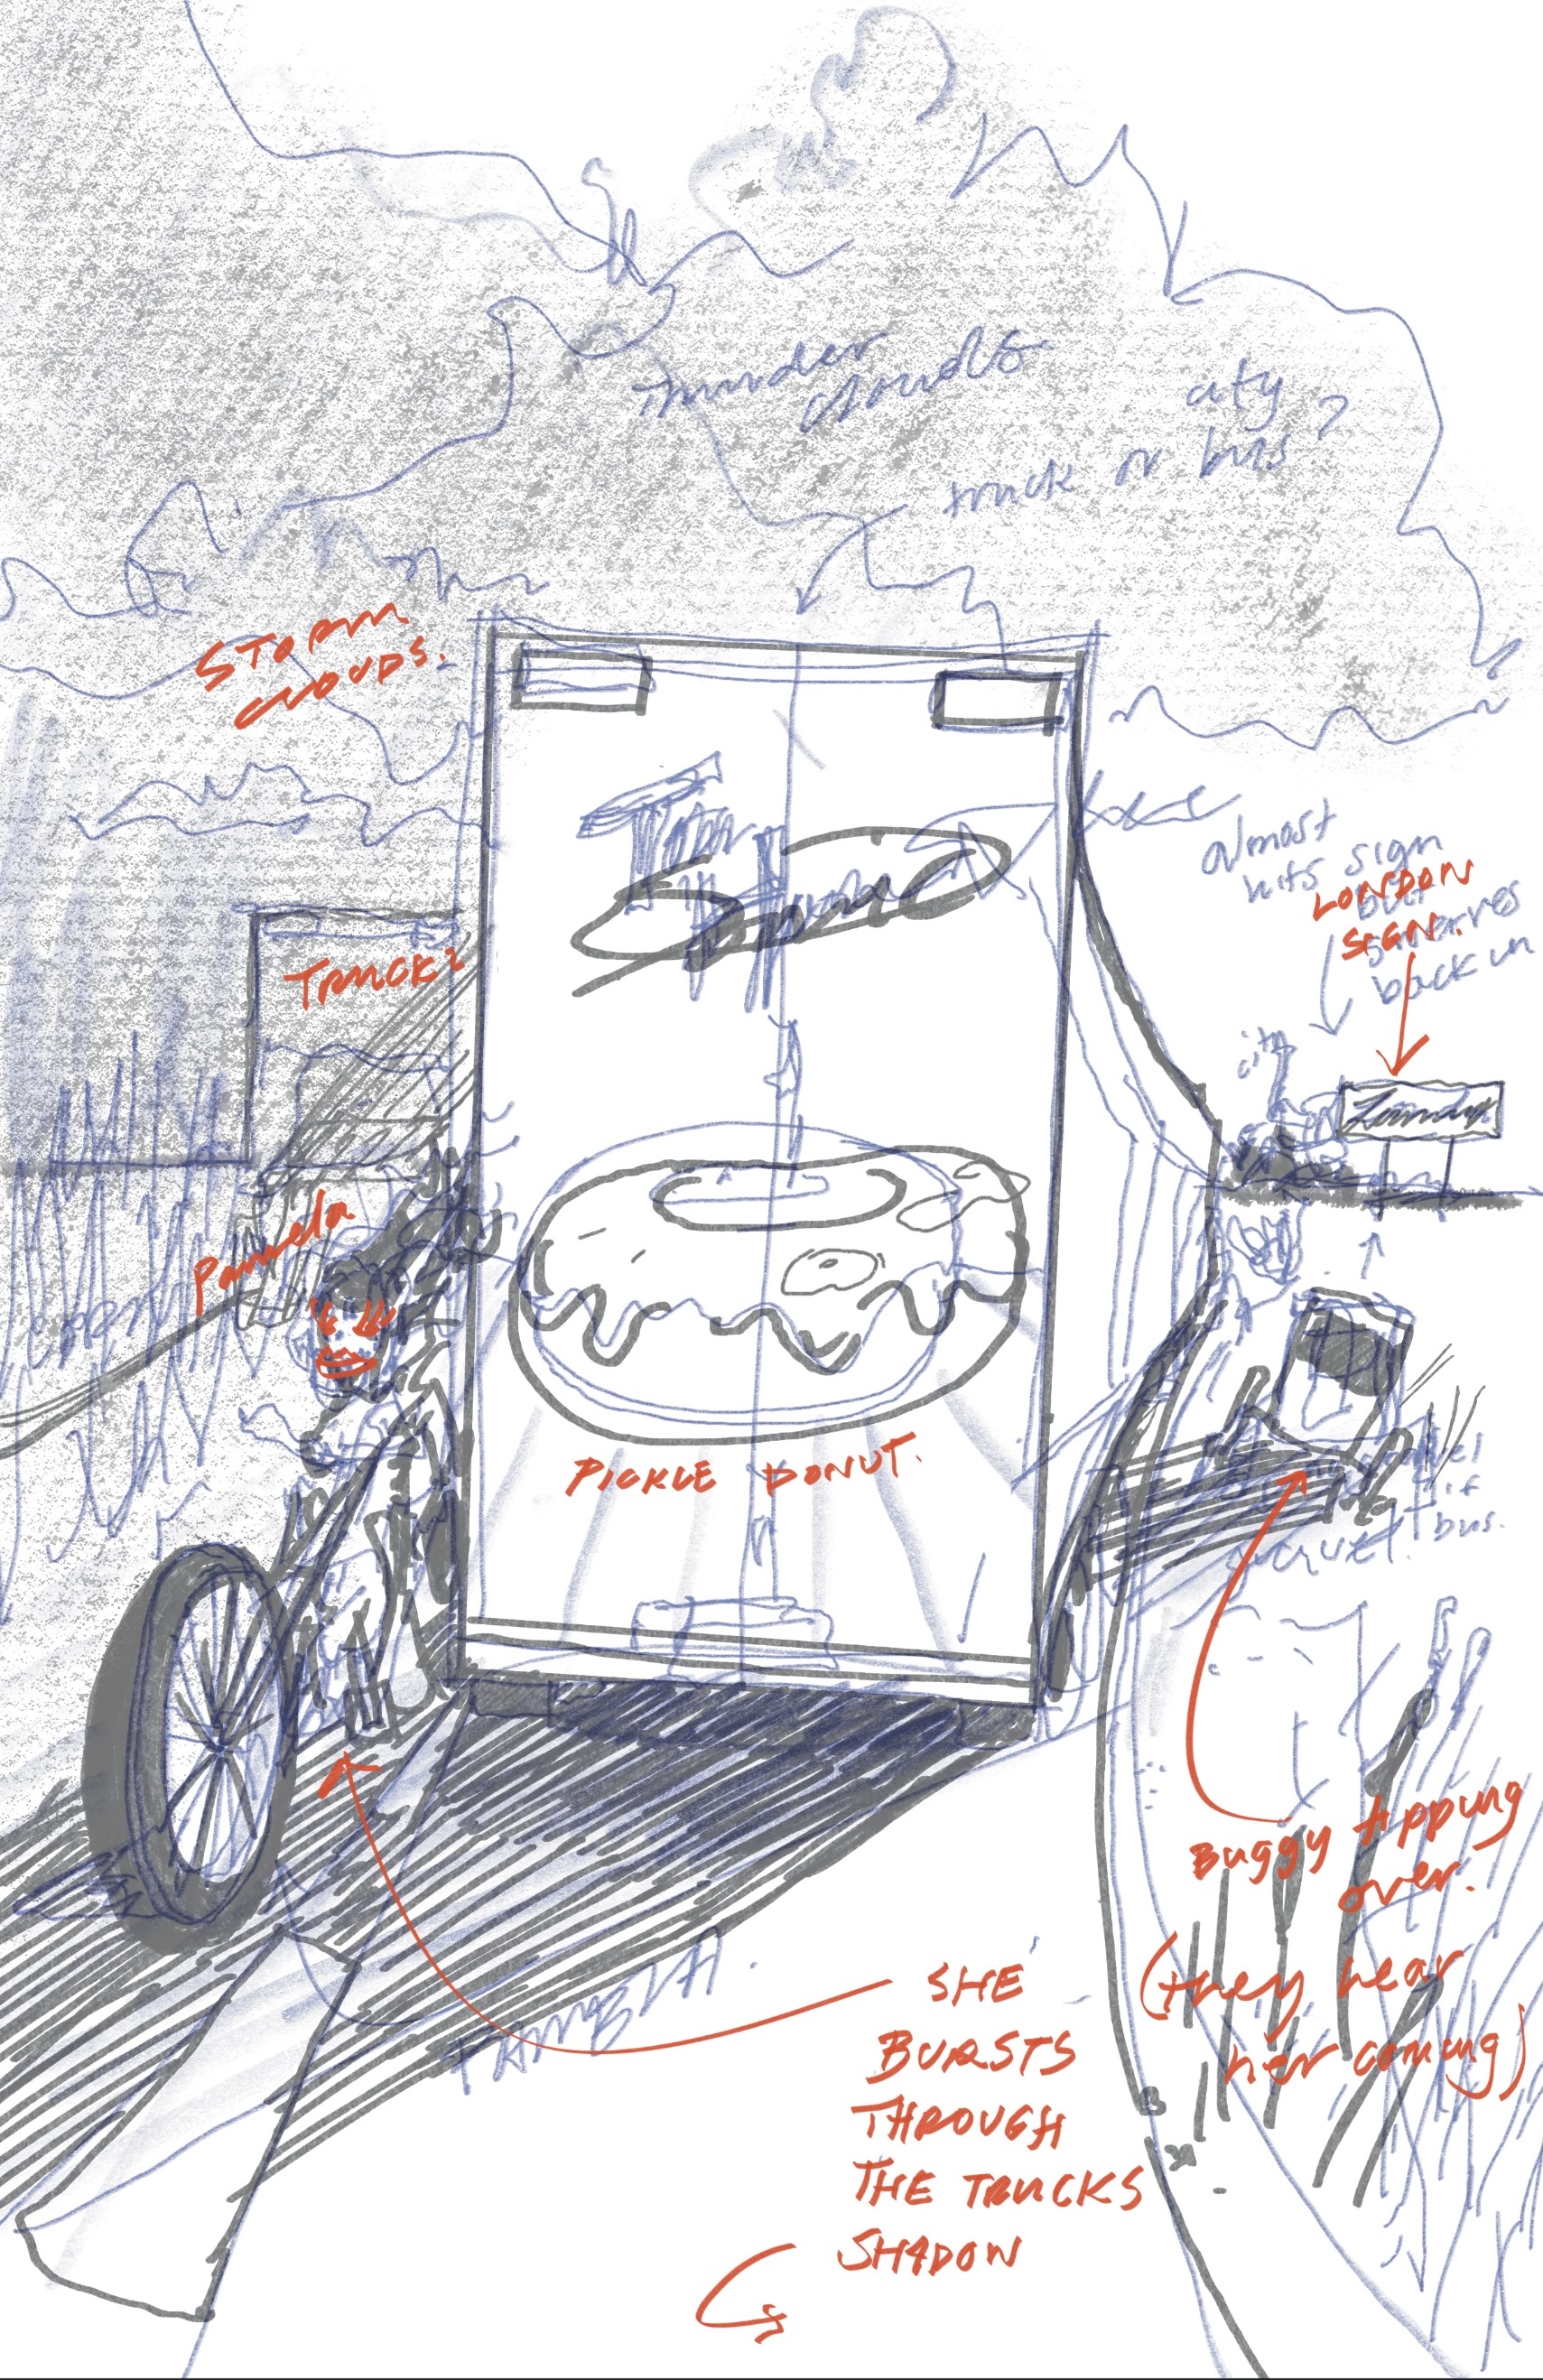 Thunder
clouds
city
truck or bus ?
STORM
CLOUDS.
almost
hits sign
but
swerves
back in
LONDON
SIGN.
TRUCK?
city
London
Pamela
PICKLE DONUT.
if
bus.
Buggy tipping
over.
(they hear
her coming)
PAMELA.
SHE
BURSTS
THROUGH
THE TRUCKS
SHADOW